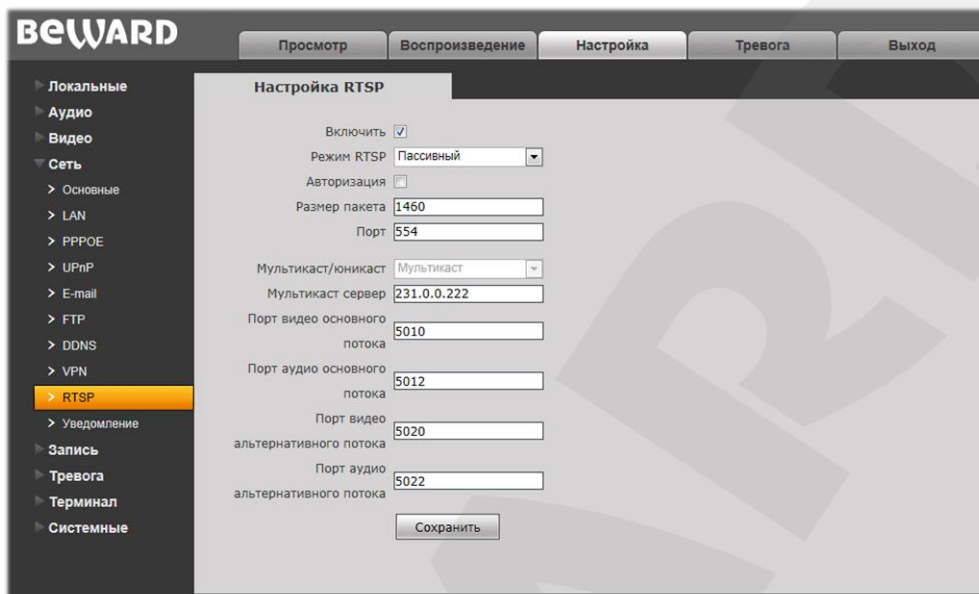 BEWARD
Просмотр Воспроизведение Настройка Тревога Выход
Локальные
Аудио
Видео
Сеть
> Основные
> LAN
> PPPOE
> UPnP
> E-mail
> FTP
> DDNS
> VPN
> RTSP
> Уведомление
Запись
Тревога
Терминал
Системные
Настройка RTSP
Включить
Режим RTSP Пассивный
Авторизация
Размер пакета 1460
Порт 554
Мультикаст/юникаст Мультикаст
Мультикаст сервер 231.0.0.222
Порт видео основного
потока 5010
Порт аудио основного
потока 5012
Порт видео
альтернативного потока 5020
Порт аудио
альтернативного потока 5022
Сохранить